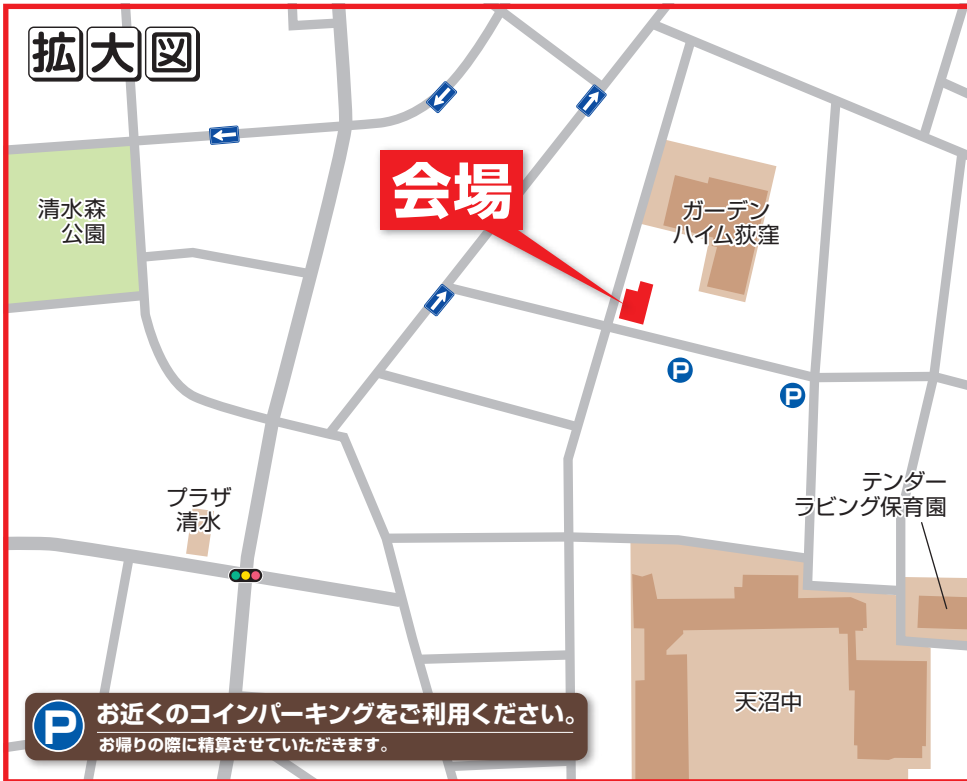 拡大図
会場
清水森
公園
ガーデン
ハイム荻窪
P
P
プラザ
清水
テンダー
ラビング保育園
天沼中
P
お近くのコインパーキングをご利用ください。
お帰りの際に精算させていただきます。